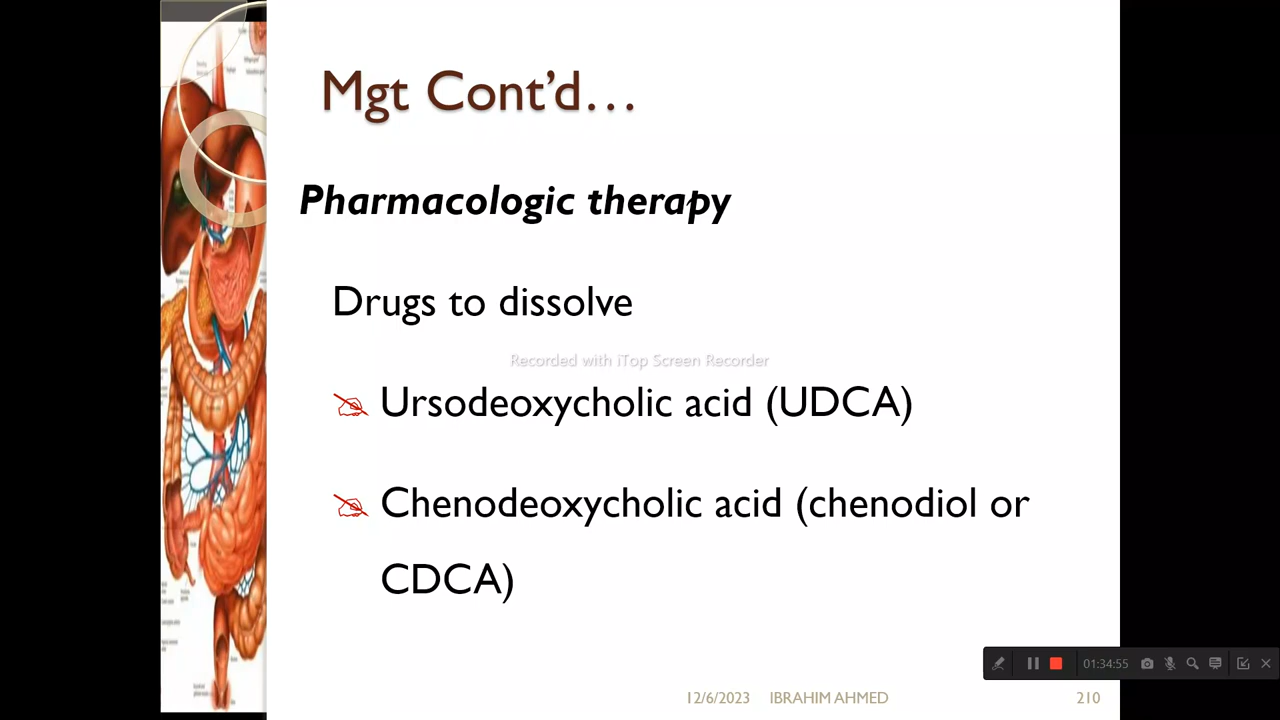 Mgt Cont'd…
Pharmacologic therapy
Drugs to dissolve
Recorded with iTop Screen Recorder
Ursodeoxycholic acid (UDCA)
Chenodeoxycholic acid (chenodiol or
CDCA)
01:34:55
12/6/2023 IBRAHIM AHMED 210